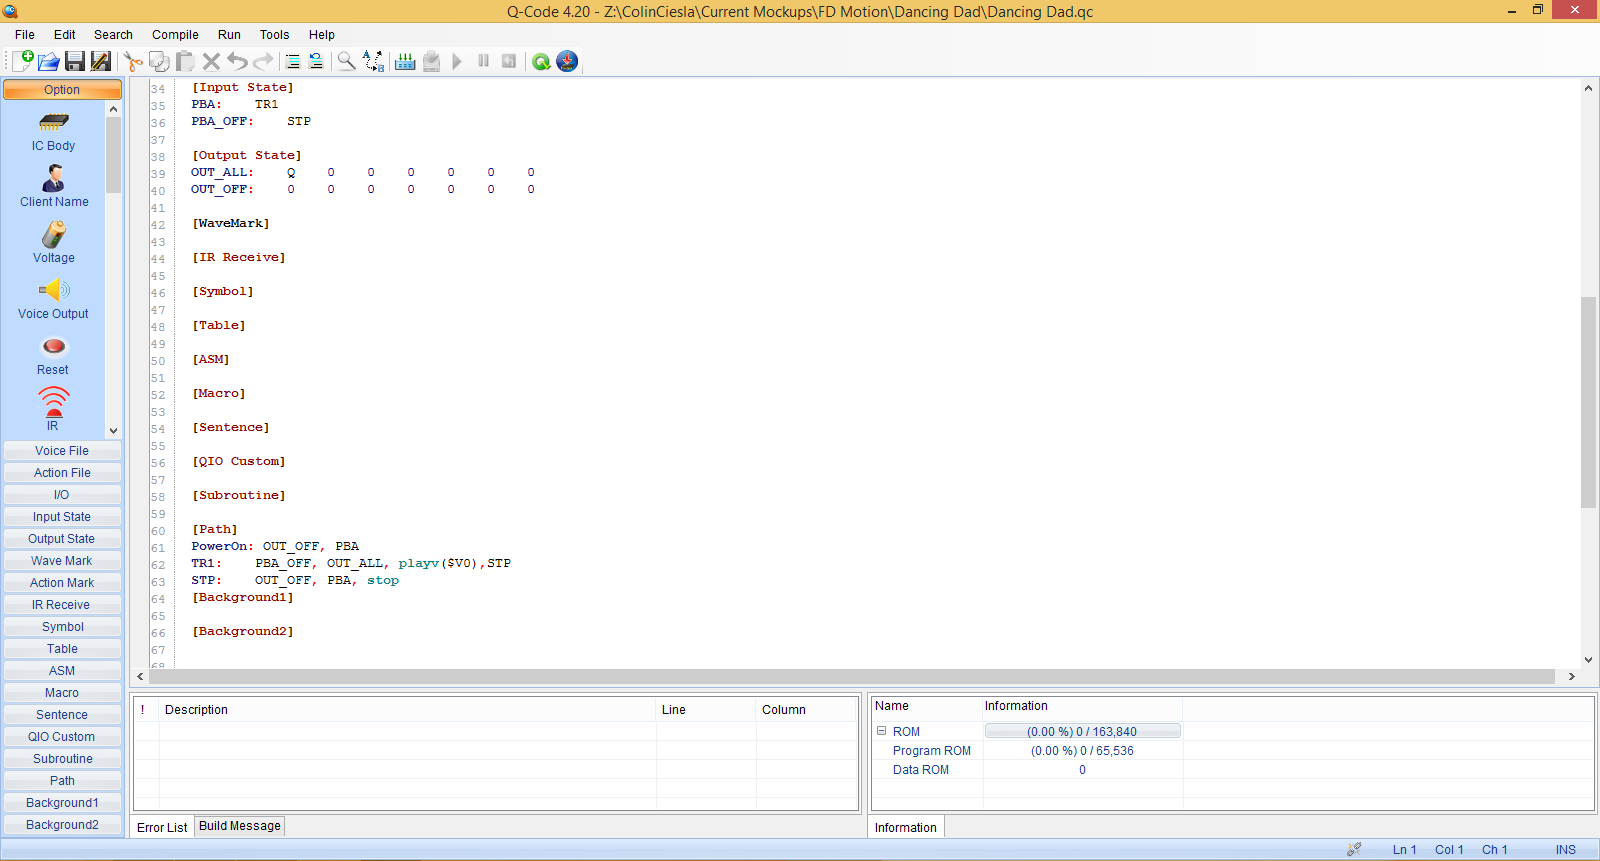 Q-Code 4.20 - Z:\ColinCiesla\Current Mockups\FD Motion\Dancing Dad\Dancing Dad.qc
File Edit Search Compile Run Tools Help
Option
IC Body
Client Name
Voltage
Voice Output
Reset
IR
Voice File
Action File
I/O
Input State
Output State
Wave Mark
Action Mark
IR Receive
Symbol
Table
ASM
Macro
Sentence
QIO Custom
Subroutine
Path
Background1
Background2
34 [Input State]
35 PBA: TR1
36 PBA_OFF: STP
37
38 [Output State]
39 OUT_ALL: Q 0 0 0 0 0 0
40 OUT_OFF: 0 0 0 0 0 0 0
41
42 [WaveMark]
43
44 [IR Receive]
45
46 [Symbol]
47
48 [Table]
49
50 [ASM]
51
52 [Macro]
53
54 [Sentence]
55
56 [QIO Custom]
57
58 [Subroutine]
59
60 [Path]
61 PowerOn: OUT_OFF, PBA
62 TR1: PBA_OFF, OUT_ALL, playv($V0),STP
63 STP: OUT_OFF, PBA, stop
64 [Background1]
65
66 [Background2]
67
68
! Description Line Column
Error List Build Message
Name Information
ROM (0.00 %) 0 / 163,840
Program ROM (0.00 %) 0 / 65,536
Data ROM 0
Information
Ln 1 Col 1 Ch 1 INS